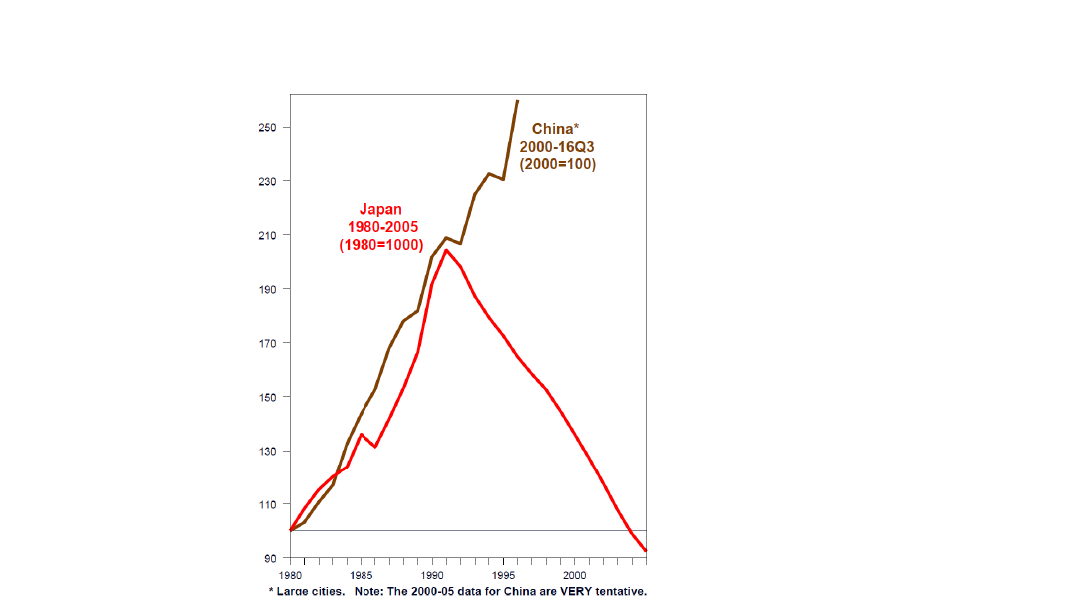 250
China*
2000-16Q3
(2000=100)
230
Japan
1980-2005
(1980=1000)
210
190
170
150
130
110
90
1980 1985 1990 1995 2000
* Large cities. Note: The 2000-05 data for China are VERY tentative.